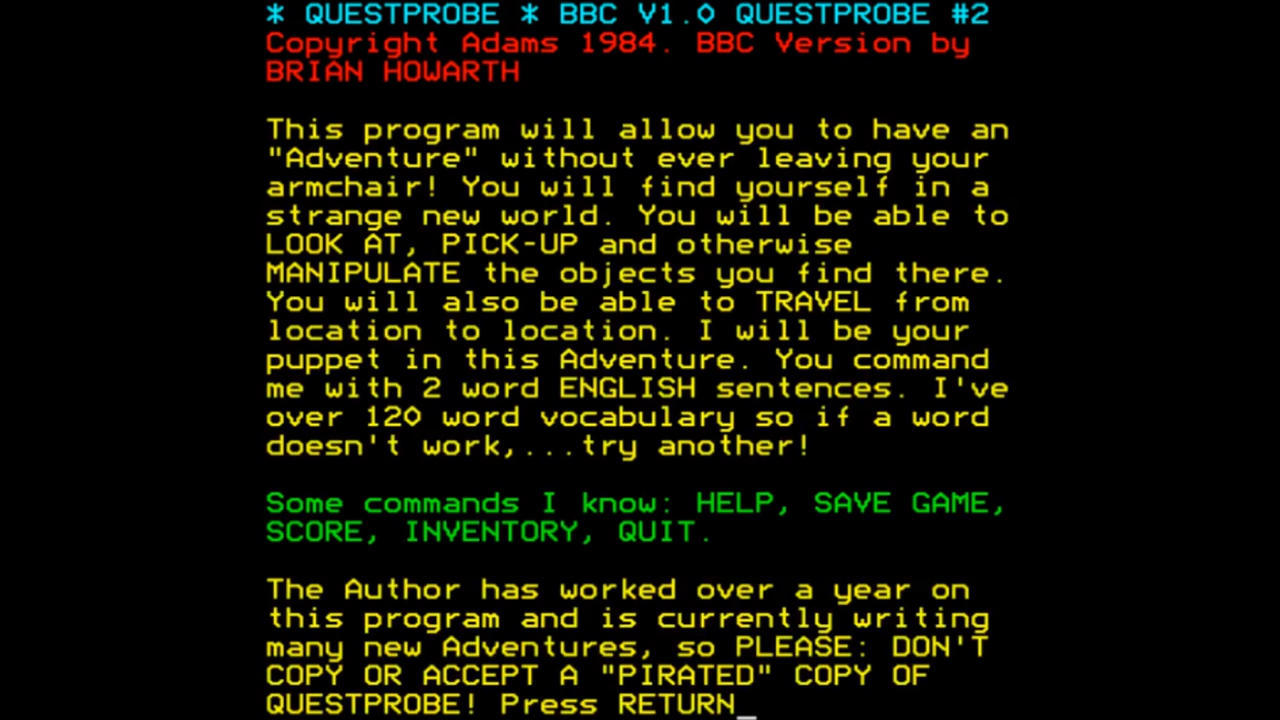 * QUESTPROBE * BBC V1.0 QUESTPROBE #2
Copyright Adams 1984. BBC Version by
BRIAN HOWARTH
This program will allow you to have an
"Adventure" without ever leaving your
armchair! You will find yourself in a
strange new world. You will be able to
LOOK AT, PICK-UP and otherwise
MANIPULATE the objects you find there.
You will also be able to TRAVEL from
location to location. I will be your
puppet in this Adventure. You command
me with 2 word ENGLISH sentences. I've
over 120 word vocabulary so if a word
doesn't work,...try another!
Some commands I know: HELP, SAVE GAME,
SCORE, INVENTORY, QUIT.
The Author has worked over a year on
this program and is currently writing
many new Adventures, so PLEASE: DON'T
COPY OR ACCEPT A "PIRATED" COPY OF
QUESTPROBE! Press RETURN_